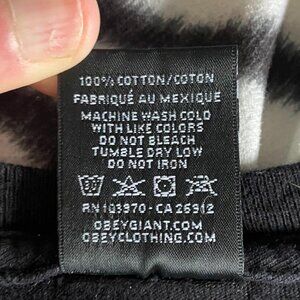 100% COTTON/COTON
FABRIQUÉ AU MEXIQUE
MACHINE WASH COLD
WITH LIKE COLORS
DO NOT BLEACH
TUMBLE DRY LOW
DO NOT IRON
RN 103970 - CA 26912
OBEYGIANT.COM
OBEYCLOTHING.COM